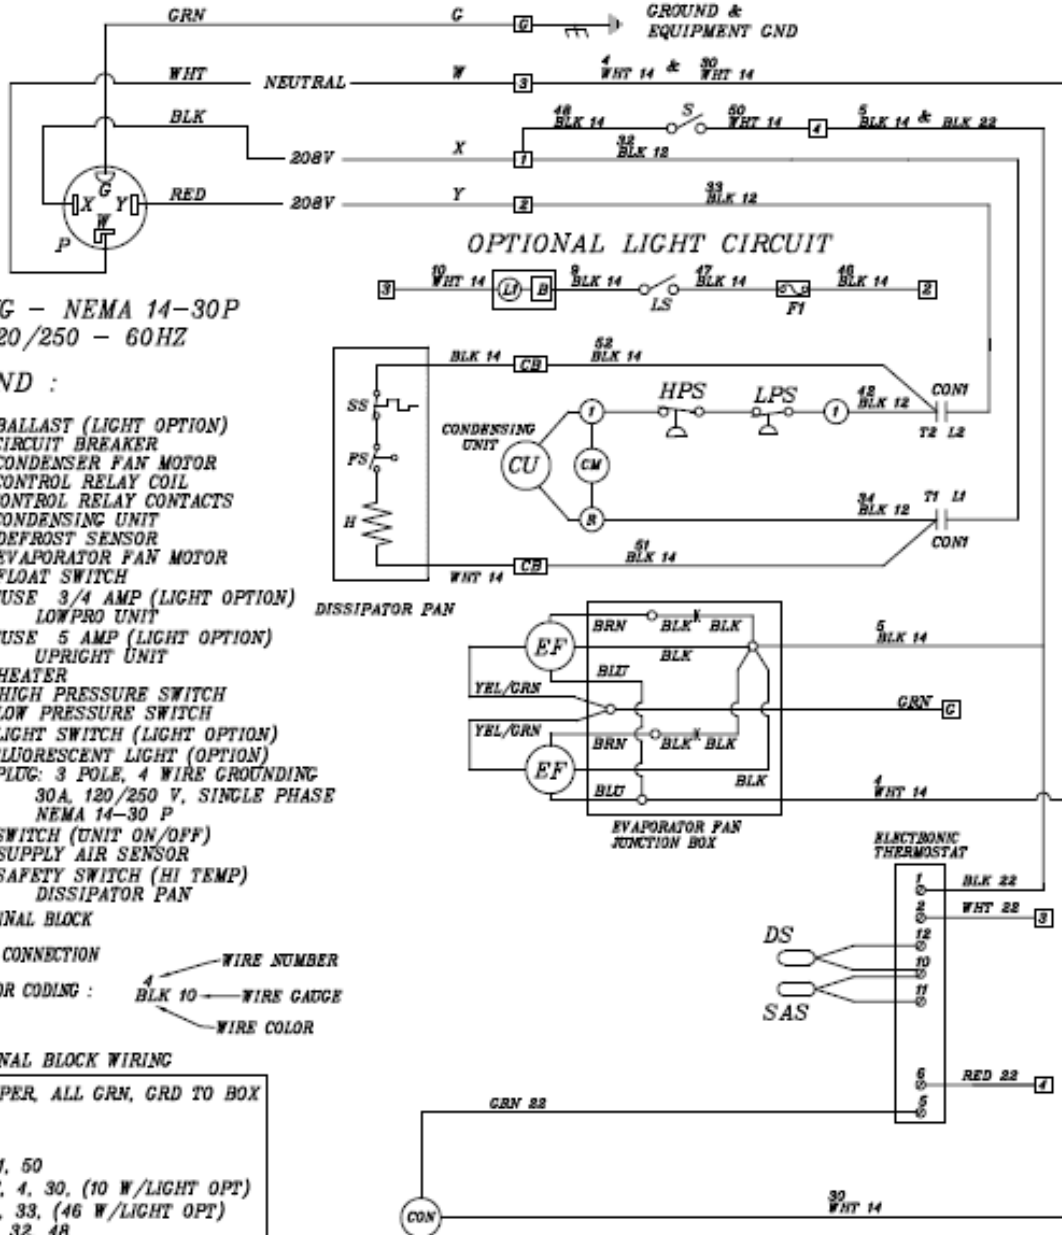 GRN G G GROUND &
EQUIPMENT GND
WHT NEUTRAL W 3 4 WHT 14 & 30 WHT 14
BLK 48 BLK 14 S 50 WHT 14 4 5 BLK 14 & BLK 22
208V X 1 32 BLK 12
RED 208V Y 2 33 BLK 12
G
X Y
W
P
OPTIONAL LIGHT CIRCUIT
3 10 WHT 14 LI B 9 BLK 14 LS 47 BLK 14 F1 46 BLK 14 2
G - NEMA 14-30P
20/250 - 60HZ
ND :
BALLAST (LIGHT OPTION)
CIRCUIT BREAKER
CONDENSER FAN MOTOR
CONTROL RELAY COIL
ONTROL RELAY CONTACTS
CONDENSING UNIT
DEFROST SENSOR
EVAPORATOR FAN MOTOR
FLOAT SWITCH
USE 3/4 AMP (LIGHT OPTION)
LOWPRO UNIT
USE 5 AMP (LIGHT OPTION)
UPRIGHT UNIT
HEATER
HIGH PRESSURE SWITCH
LOW PRESSURE SWITCH
LIGHT SWITCH (LIGHT OPTION)
LUORESCENT LIGHT (OPTION)
PLUG: 3 POLE, 4 WIRE GROUNDING
30A, 120/250 V, SINGLE PHASE
NEMA 14-30 P
SWITCH (UNIT ON/OFF)
SUPPLY AIR SENSOR
SAFETY SWITCH (HI TEMP)
DISSIPATOR PAN
NAL BLOCK
CONNECTION
OR CODING :
4
BLK 10
WIRE NUMBER
WIRE GAUGE
WIRE COLOR
NAL BLOCK WIRING
PER, ALL GRN, GRD TO BOX
, 50
, 4, 30, (10 W/LIGHT OPT)
, 33, (46 W/LIGHT OPT)
32, 48
BLK 14 CB 52 BLK 14
SS
FS
H
CONDENSING
UNIT
CU
1
CM
R
HPS LPS 1 42 BLK 12 CON1
T2 L2
34 BLK 12 T1 L1
CON1
WHT 14 CB 51 BLK 14
DISSIPATOR PAN
EF BRN BLK BLK
BLK
BLU
5 BLK 14
YEL/GRN
GRN G
YEL/GRN
EF BRN BLK BLK
BLK
BLU
4 WHT 14
EVAPORATOR FAN
JUNCTION BOX
ELECTRONIC
THERMOSTAT
1 BLK 22
2 WHT 22 3
DS 12
10
SAS 11
6 RED 22 4
5
GRN 22
CON 30 WHT 14